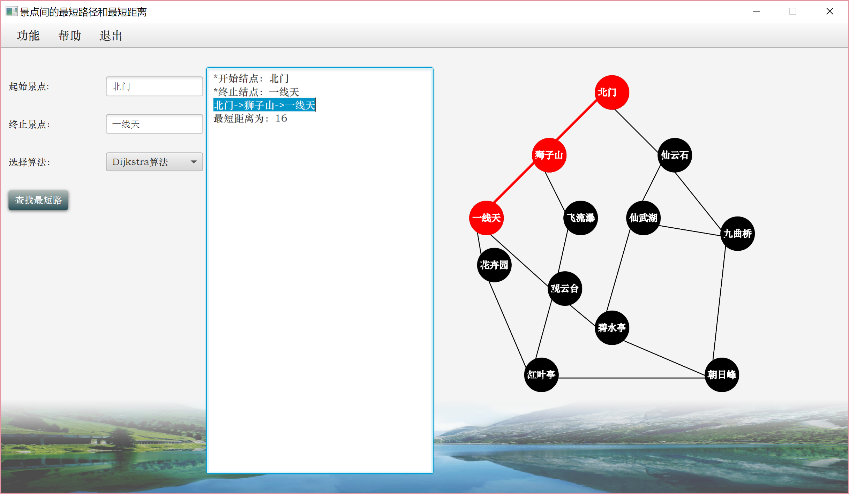 景点间的最短路径和最短距离
功能 帮助 退出
起始景点: 北门
终止景点: 一线天
选择算法: Dijkstra算法
查找最短路
*开始结点: 北门
*终止结点: 一线天
北门->狮子山->一线天
最短距离为: 16
北门
狮子山
仙云石
一线天
飞流瀑
仙武湖
九曲桥
花卉园
观云台
碧水亭
红叶亭
朝日峰